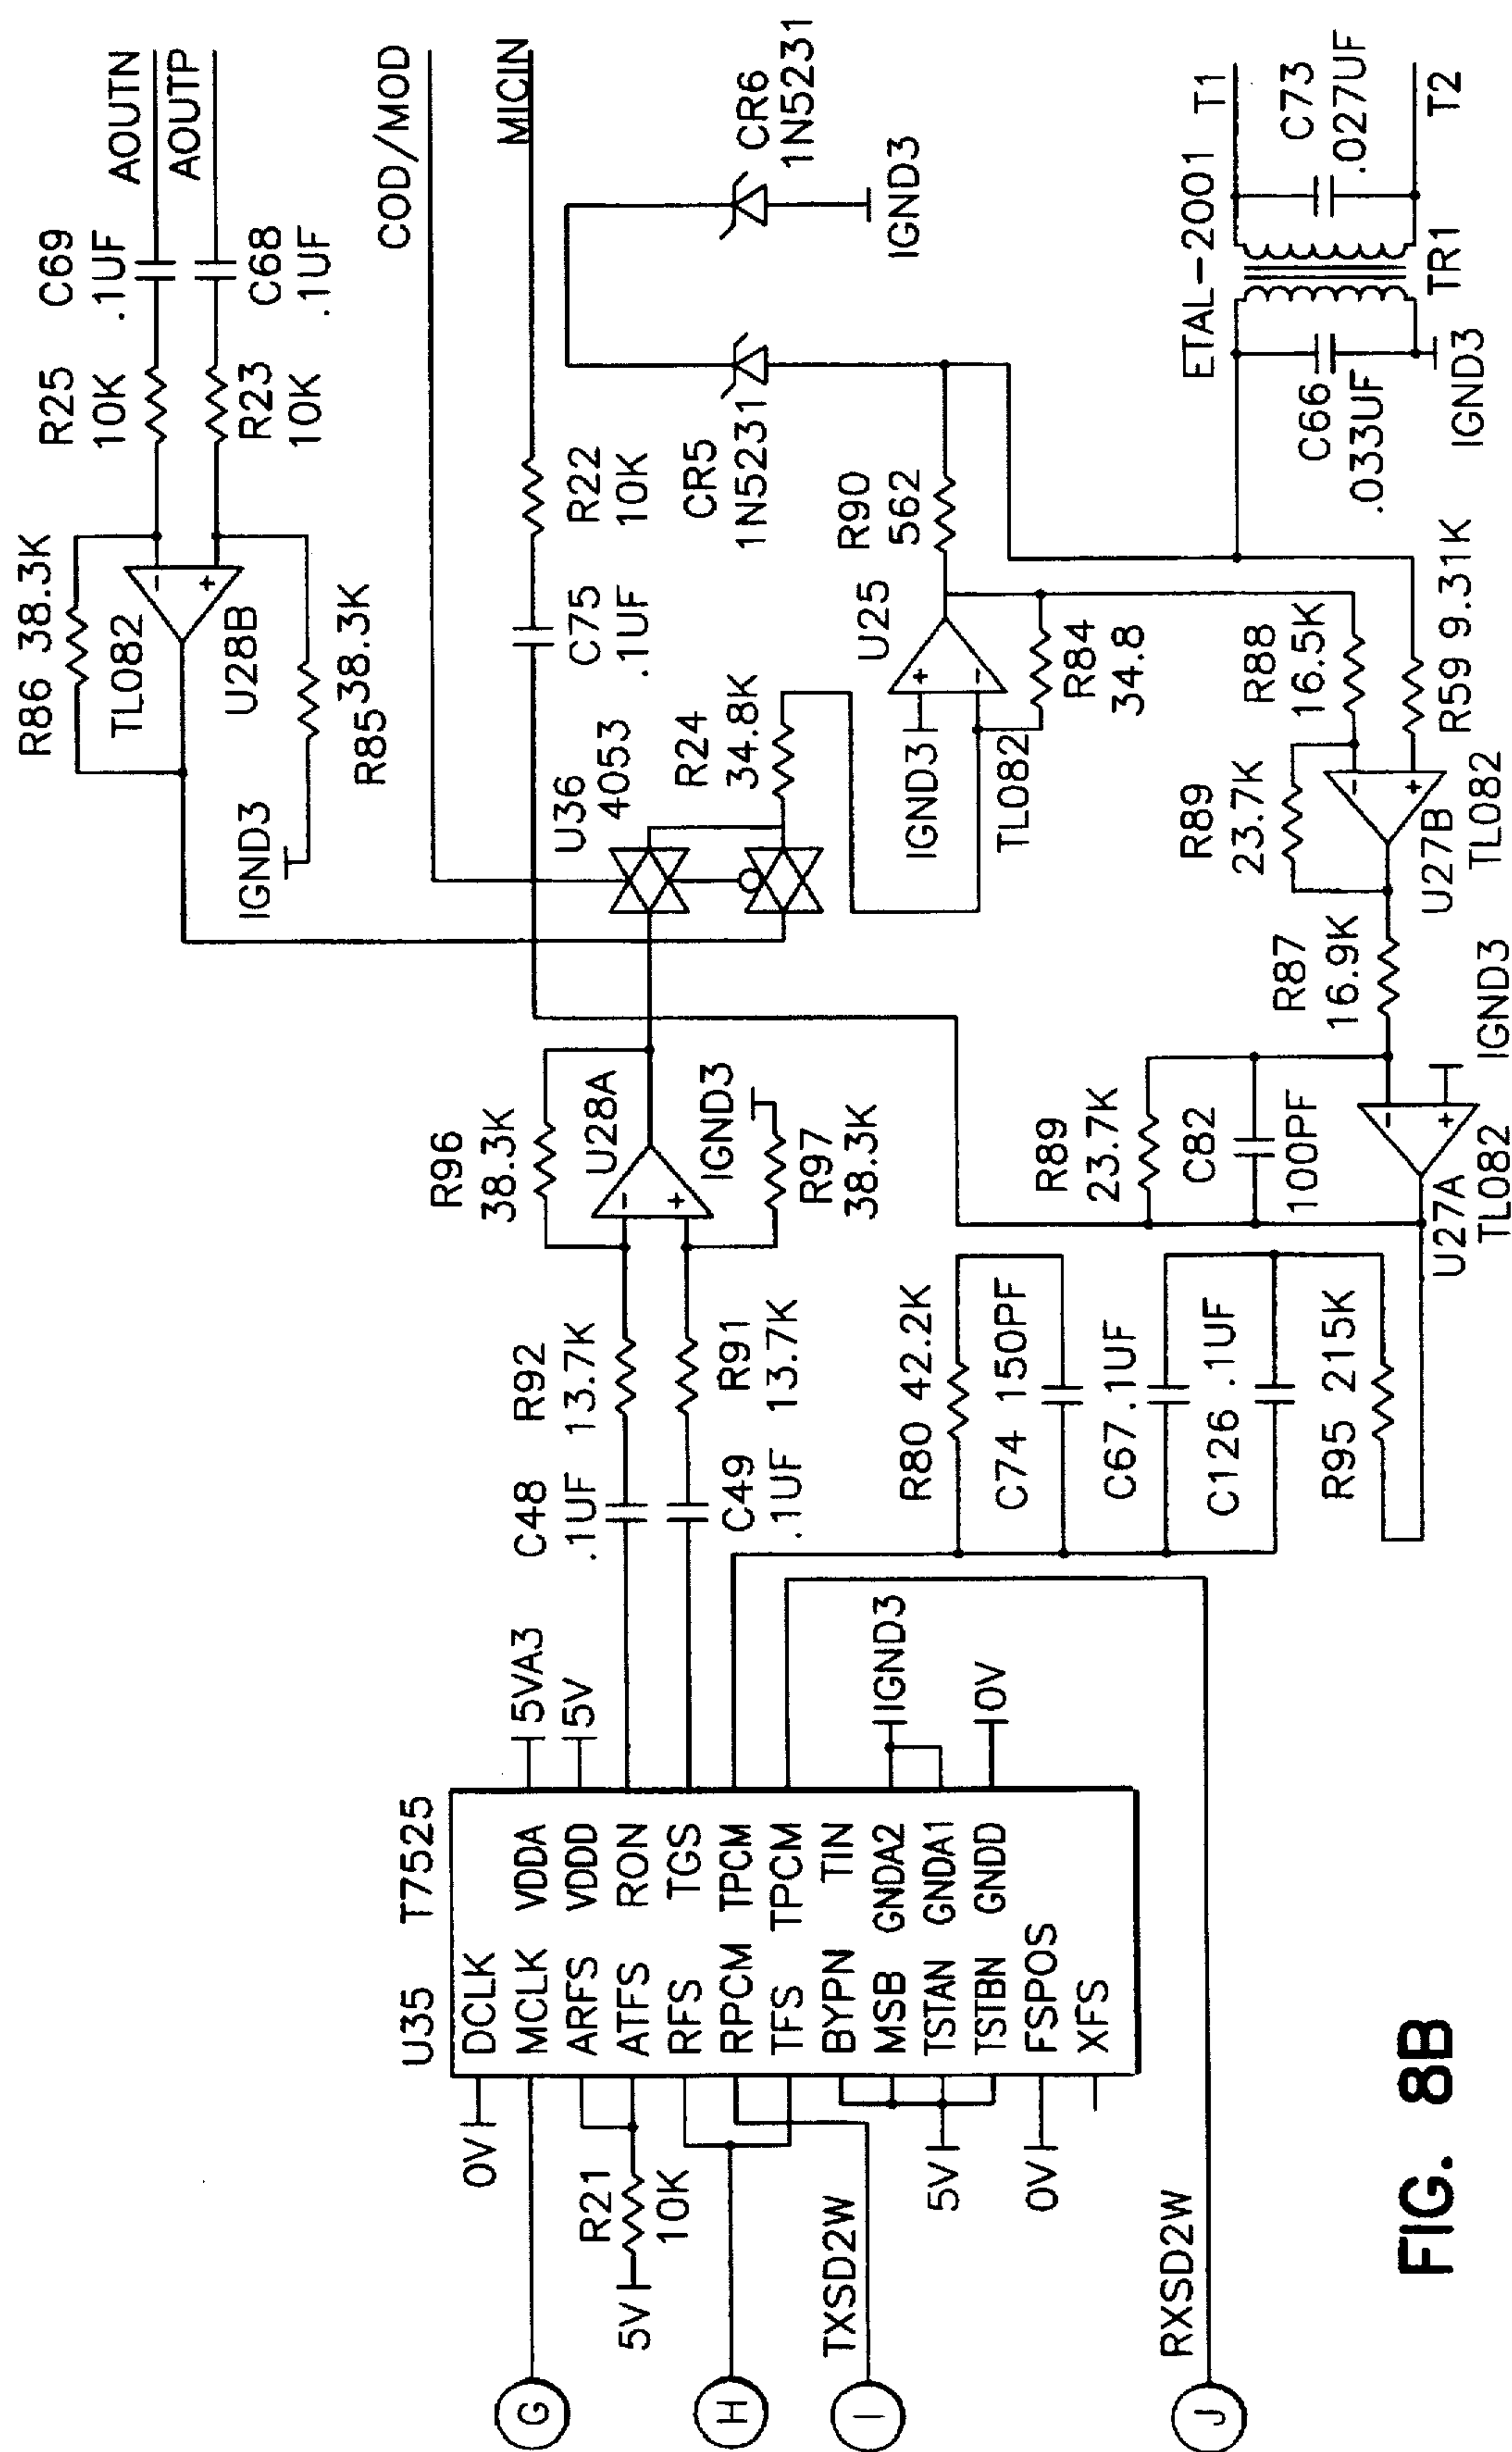 AOUTN
AOUTP
COD/MOD
MICIN
C69
.1UF
C68
.1UF
R25
10K
R23
10K
R86 38.3K
TL082
-
+
U28B
R85 38.3K
IGND3
CR6
1N5231
IGND3
CR5
1N5231
R22
10K
C75
.1UF
U36
4053
R24
34.8K
R90
562
U25
+
-
IGND3
TL082
R84
34.8
ETAL-2001
T1
C73
.027UF
T2
TR1
C66
.033UF
IGND3
R88
16.5K
R59 9.31K
R89
23.7K
-
+
U27B
TL082
R87
16.9K
IGND3
R89
23.7K
C82
100PF
-
+
U27A
TL082
R96
38.3K
U28A
-
+
IGND3
R97
38.3K
R92
13.7K
R91
13.7K
C48
.1UF
C49
.1UF
R80 42.2K
C74 150PF
C67 .1UF
C126 .1UF
R95 215K
U35 T7525
DCLK
MCLK VDDA
ARFS VDDD
ATFS RON
RFS TGS
RPCM TPCM
TFS TPCM
BYPN TIN
MSB GNDA2
TSTAN GNDA1
TSTBN GNDD
FSPOS
XFS
5VA3
5V
IGND3
0V
0V
R21
10K
5V
5V
0V
TXSD2W
RXSD2W
G
H
I
J
FIG. 8B